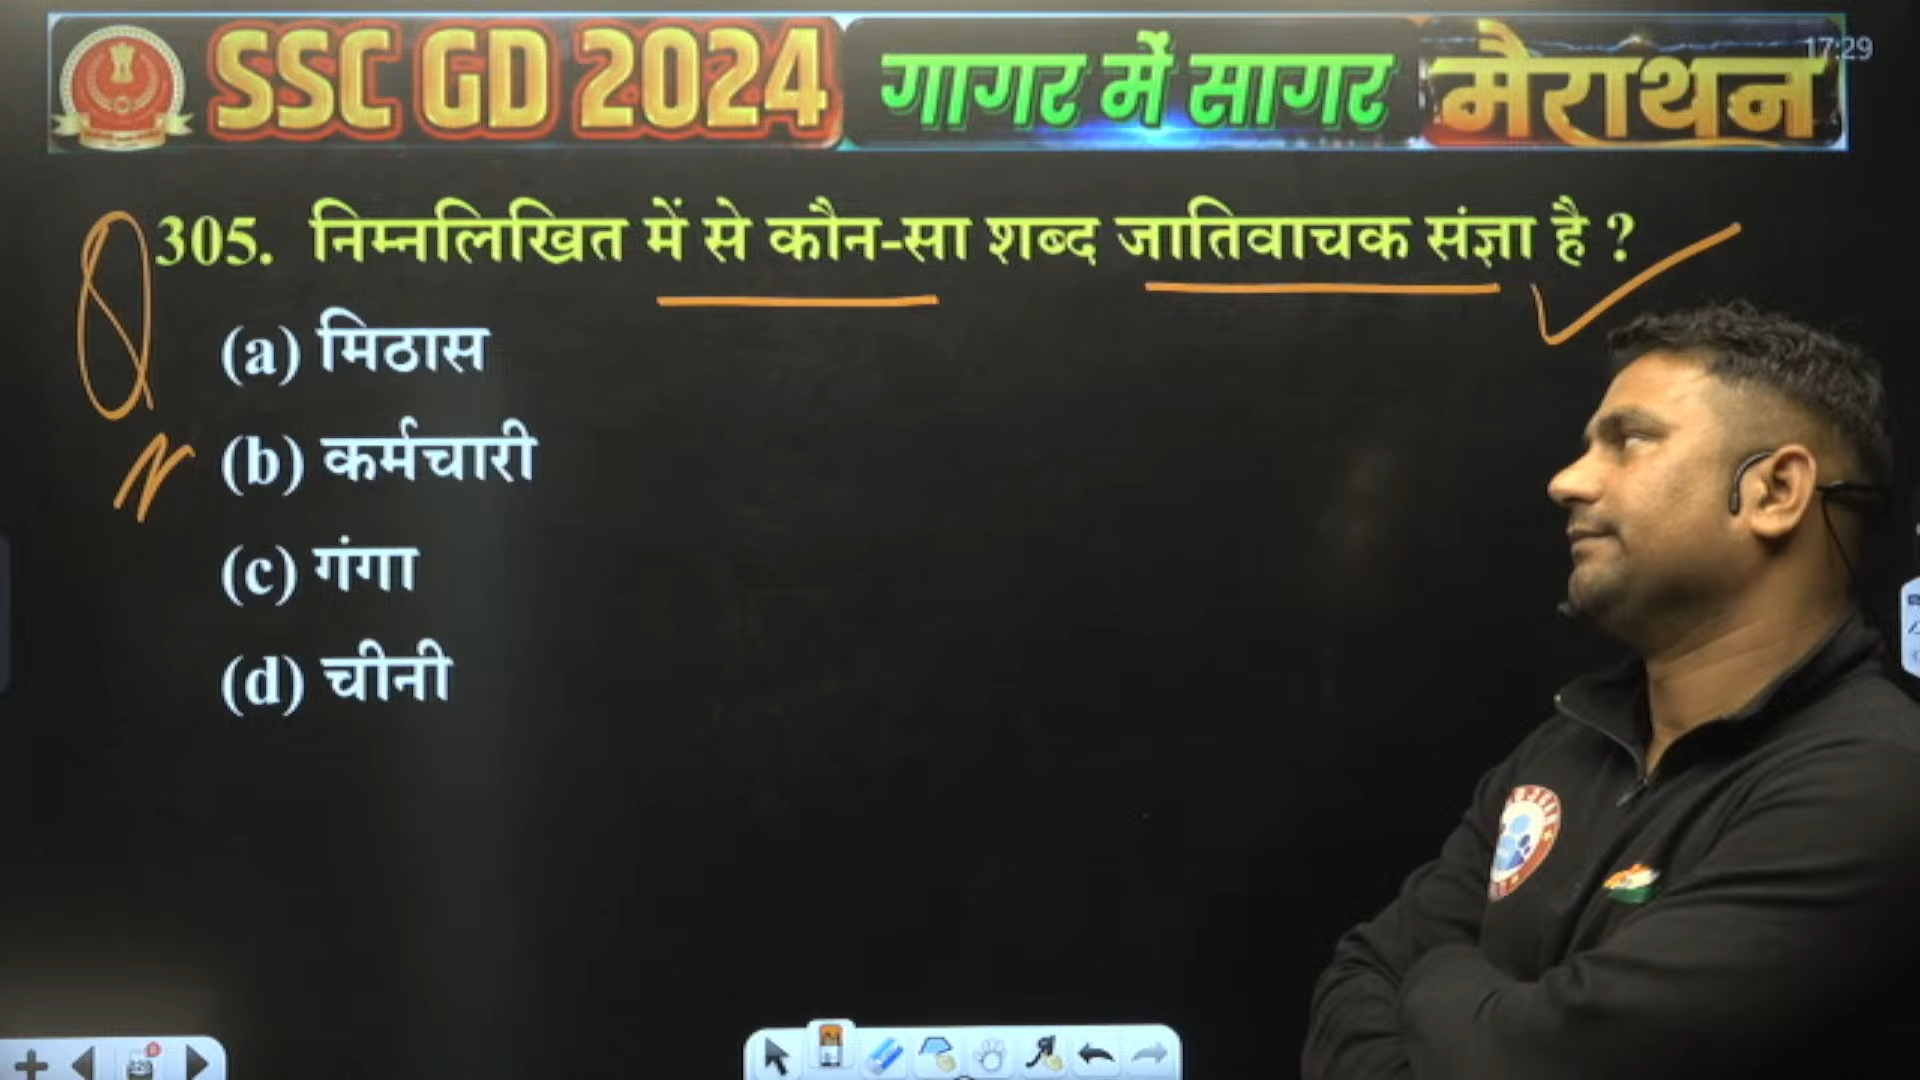 SSC GD 2024 गागर में सागर मैराथन
17:29
305. निम्नलिखित में से कौन-सा शब्द जातिवाचक संज्ञा है ?
(a) मिठास
(b) कर्मचारी
(c) गंगा
(d) चीनी